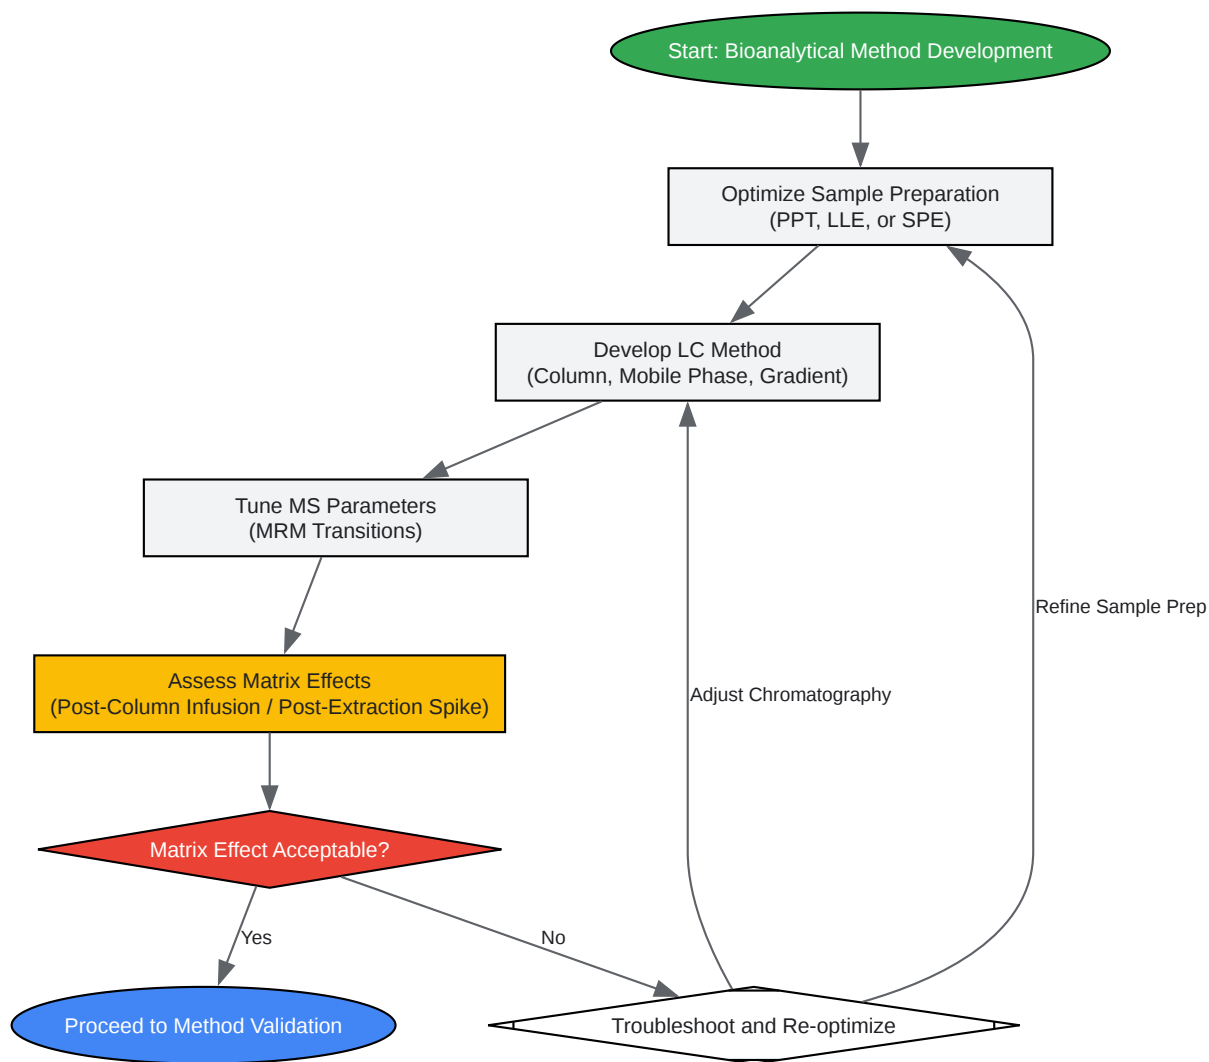 Start: Bioanalytical Method Development
Optimize Sample Preparation
(PPT, LLE, or SPE)
Develop LC Method
(Column, Mobile Phase, Gradient)
Tune MS Parameters
(MRM Transitions)
Refine Sample Prep
Assess Matrix Effects
(Post-Column Infusion / Post-Extraction Spike)
Adjust Chromatography
Matrix Effect Acceptable?
Yes
No
Proceed to Method Validation
Troubleshoot and Re-optimize